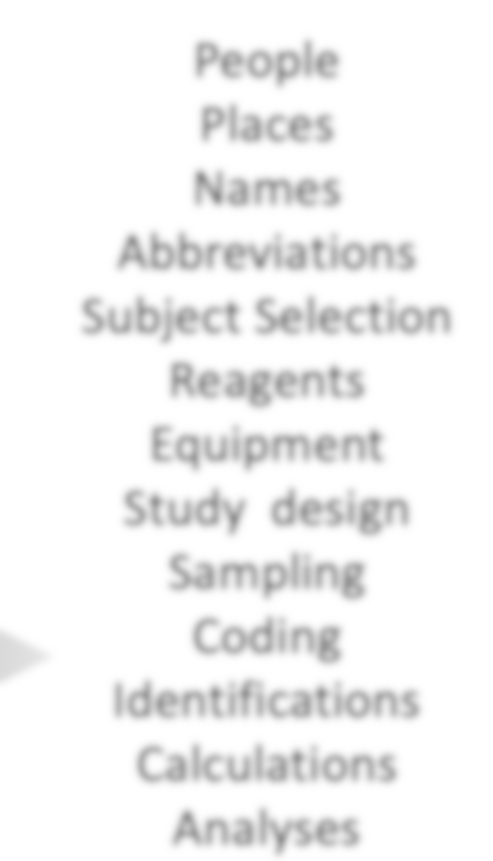 People
Places
Names
Abbreviations
Subject Selection
Reagents
Equipment
Study design
Sampling
Coding
Identifications
Calculations
Analyses